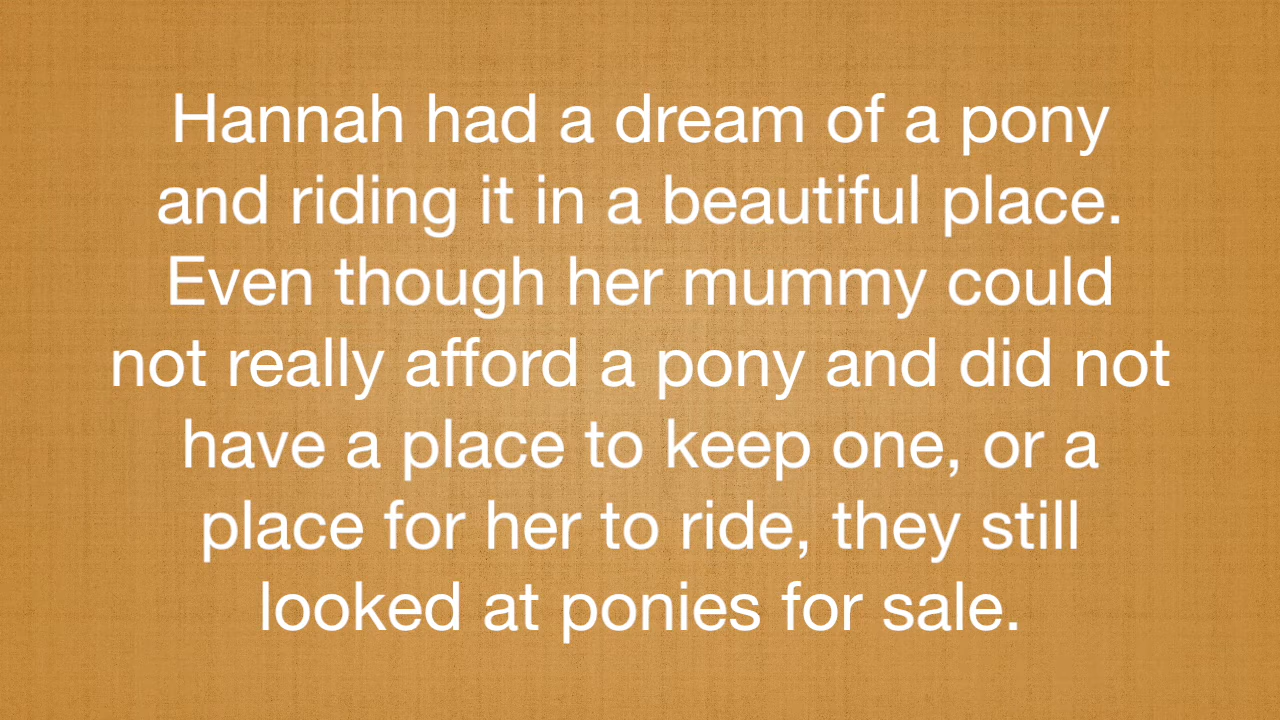 Hannah had a dream of a pony
and riding it in a beautiful place.
Even though her mummy could
not really afford a pony and did not
have a place to keep one, or a
place for her to ride, they still
looked at ponies for sale.